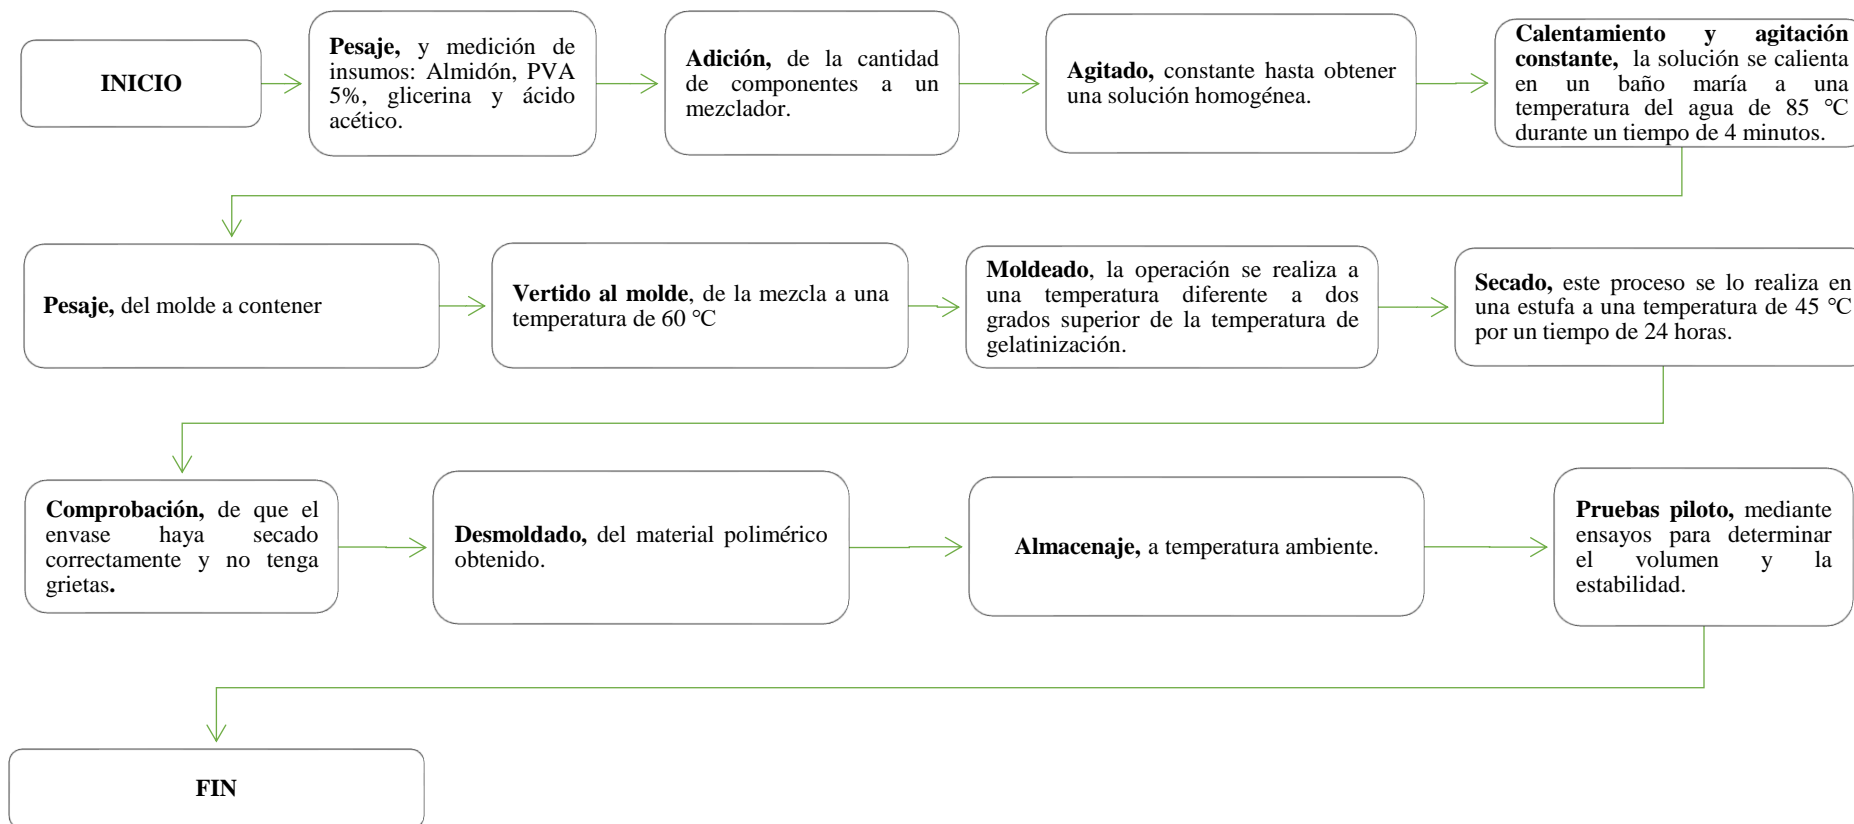 INICIO
Pesaje, y medición de
insumos: Almidón, PVA
5%, glicerina y ácido
acético.
Adición, de la cantidad
de componentes a un
mezclador.
Agitado, constante hasta obtener
una solución homogénea.
Calentamiento y agitación
constante, la solución se calienta
en un baño maría a una
temperatura del agua de 85 °C
durante un tiempo de 4 minutos.
Pesaje, del molde a contener
Vertido al molde, de la mezcla a una
temperatura de 60 °C
Moldeado, la operación se realiza a
una temperatura diferente a dos
grados superior de la temperatura de
gelatinización.
Secado, este proceso se lo realiza en
una estufa a una temperatura de 45 °C
por un tiempo de 24 horas.
Comprobación, de que el
envase haya secado
correctamente y no tenga
grietas.
Desmoldado, del material polimérico
obtenido.
Almacenaje, a temperatura ambiente.
Pruebas piloto, mediante
ensayos para determinar
el volumen y la
estabilidad.
FIN